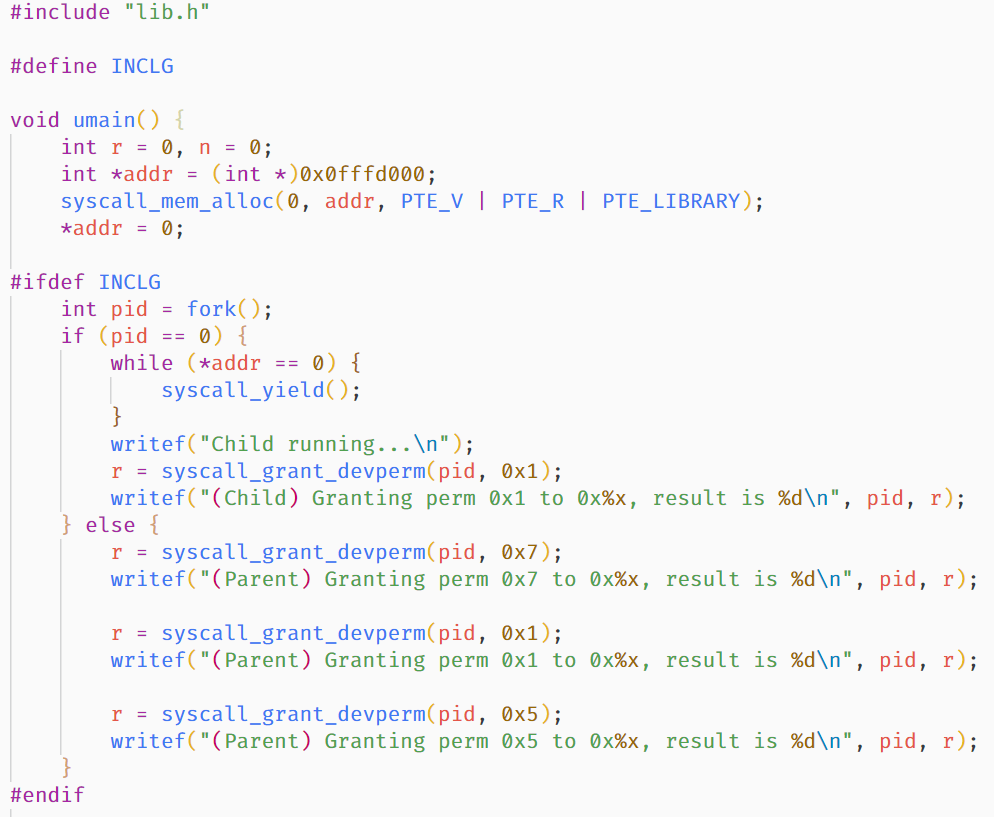 #include "lib.h"
#define INCLG
void umain() {
int r = 0, n = 0;
int *addr = (int *)0x0fffd000;
syscall_mem_alloc(0, addr, PTE_V | PTE_R | PTE_LIBRARY);
*addr = 0;
#ifdef INCLG
int pid = fork();
if (pid == 0) {
while (*addr == 0) {
syscall_yield();
}
writef("Child running...\n");
r = syscall_grant_devperm(pid, 0x1);
writef("(Child) Granting perm 0x1 to 0x%x, result is %d\n", pid, r);
} else {
r = syscall_grant_devperm(pid, 0x7);
writef("(Parent) Granting perm 0x7 to 0x%x, result is %d\n", pid, r);
r = syscall_grant_devperm(pid, 0x1);
writef("(Parent) Granting perm 0x1 to 0x%x, result is %d\n", pid, r);
r = syscall_grant_devperm(pid, 0x5);
writef("(Parent) Granting perm 0x5 to 0x%x, result is %d\n", pid, r);
}
#endif